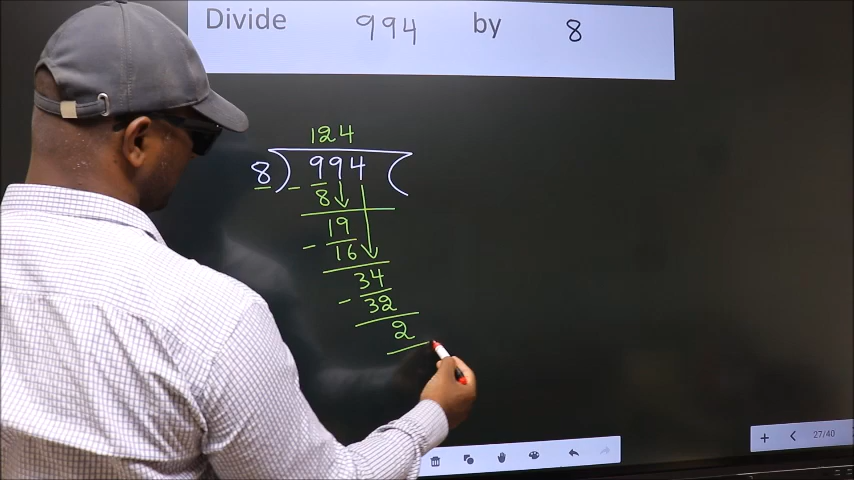 Divide 994 by 8
124
8) 994 (
- 8
19
- 16
34
- 32
2
+ < 27/40